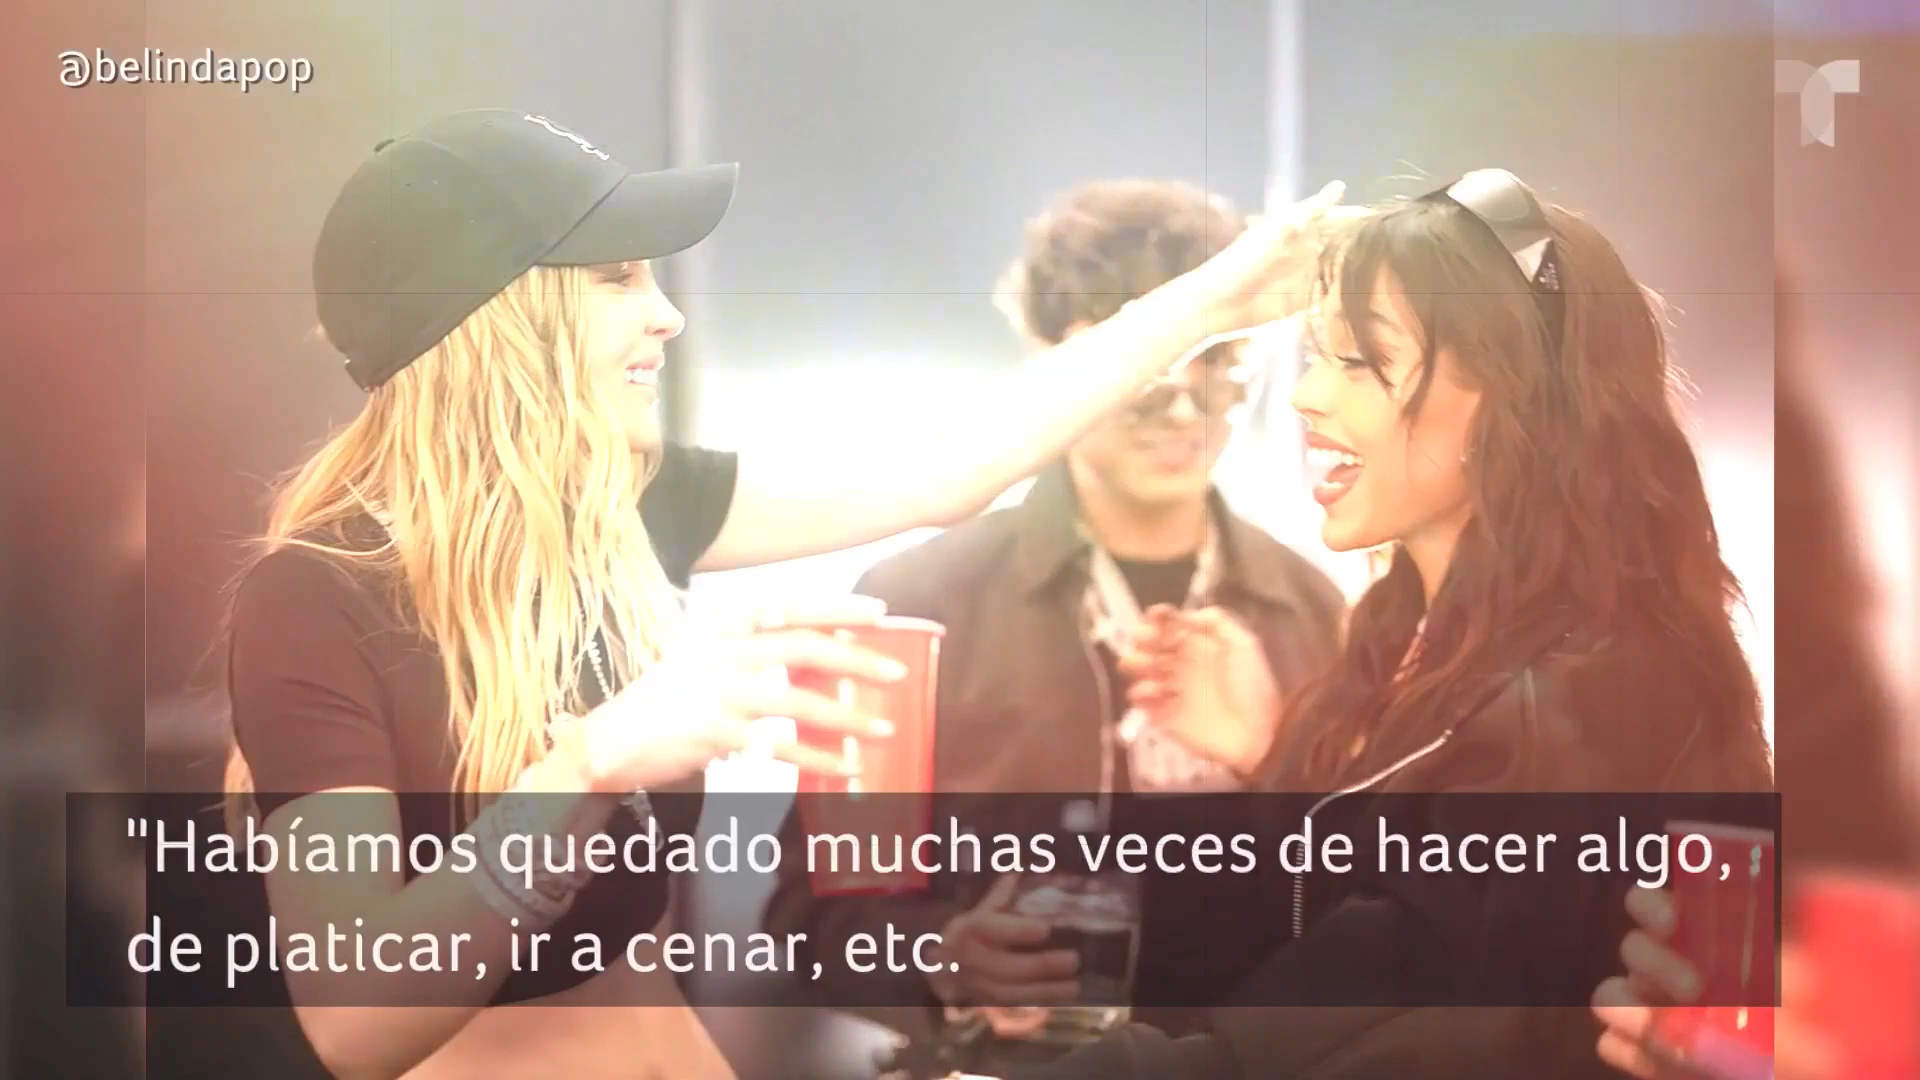 @belindapop
"Habíamos quedado muchas veces de hacer algo,
de platicar, ir a cenar, etc.